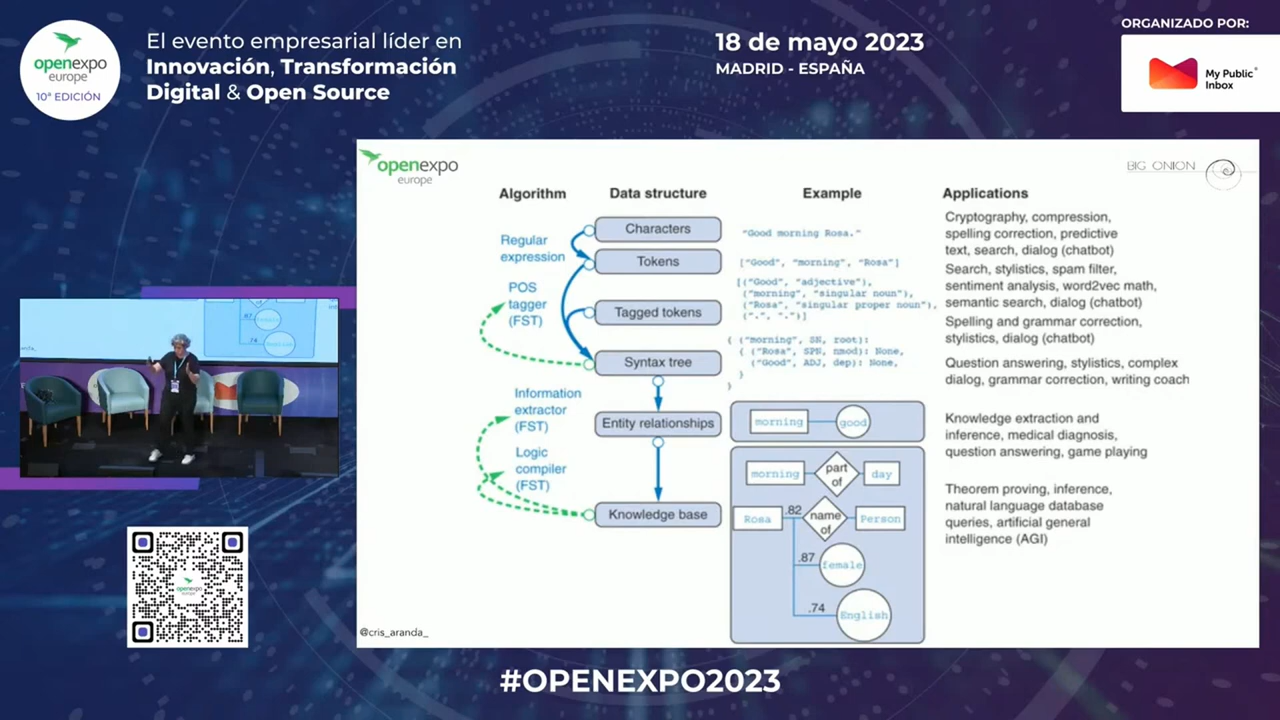 openexpo
europe
10ª EDICIÓN
El evento empresarial líder en
Innovación, Transformación
Digital & Open Source
18 de mayo 2023
MADRID - ESPAÑA
ORGANIZADO POR:
My Public
Inbox
openexpo
europe
BIG ONION
Algorithm
Data structure
Example
Applications
Regular
expression
POS
tagger
(FST)
Information
extractor
(FST)
Logic
compiler
(FST)
Characters
Tokens
Tagged tokens
Syntax tree
Entity relationships
Knowledge base
"Good morning Rosa."
["Good", "morning", "Rosa"]
[("Good", "adjective"),
("morning", "singular noun"),
("Rosa", "singular proper noun"),
(".", ".")]
( ("morning", SN, root):
( ("Rosa", SPN, nmod): None,
("Good", ADJ, dep): None,
)
)
morning
good
morning
part
of
day
Rosa
.82
name
of
Person
.87
female
.74
English
Cryptography, compression,
spelling correction, predictive
text, search, dialog (chatbot)
Search, stylistics, spam filter,
sentiment analysis, word2vec math,
semantic search, dialog (chatbot)
Spelling and grammar correction,
stylistics, dialog (chatbot)
Question answering, stylistics, complex
dialog, grammar correction, writing coach
Knowledge extraction and
inference, medical diagnosis,
question answering, game playing
Theorem proving, inference,
natural language database
queries, artificial general
intelligence (AGI)
@cris_aranda_
#OPENEXPO2023